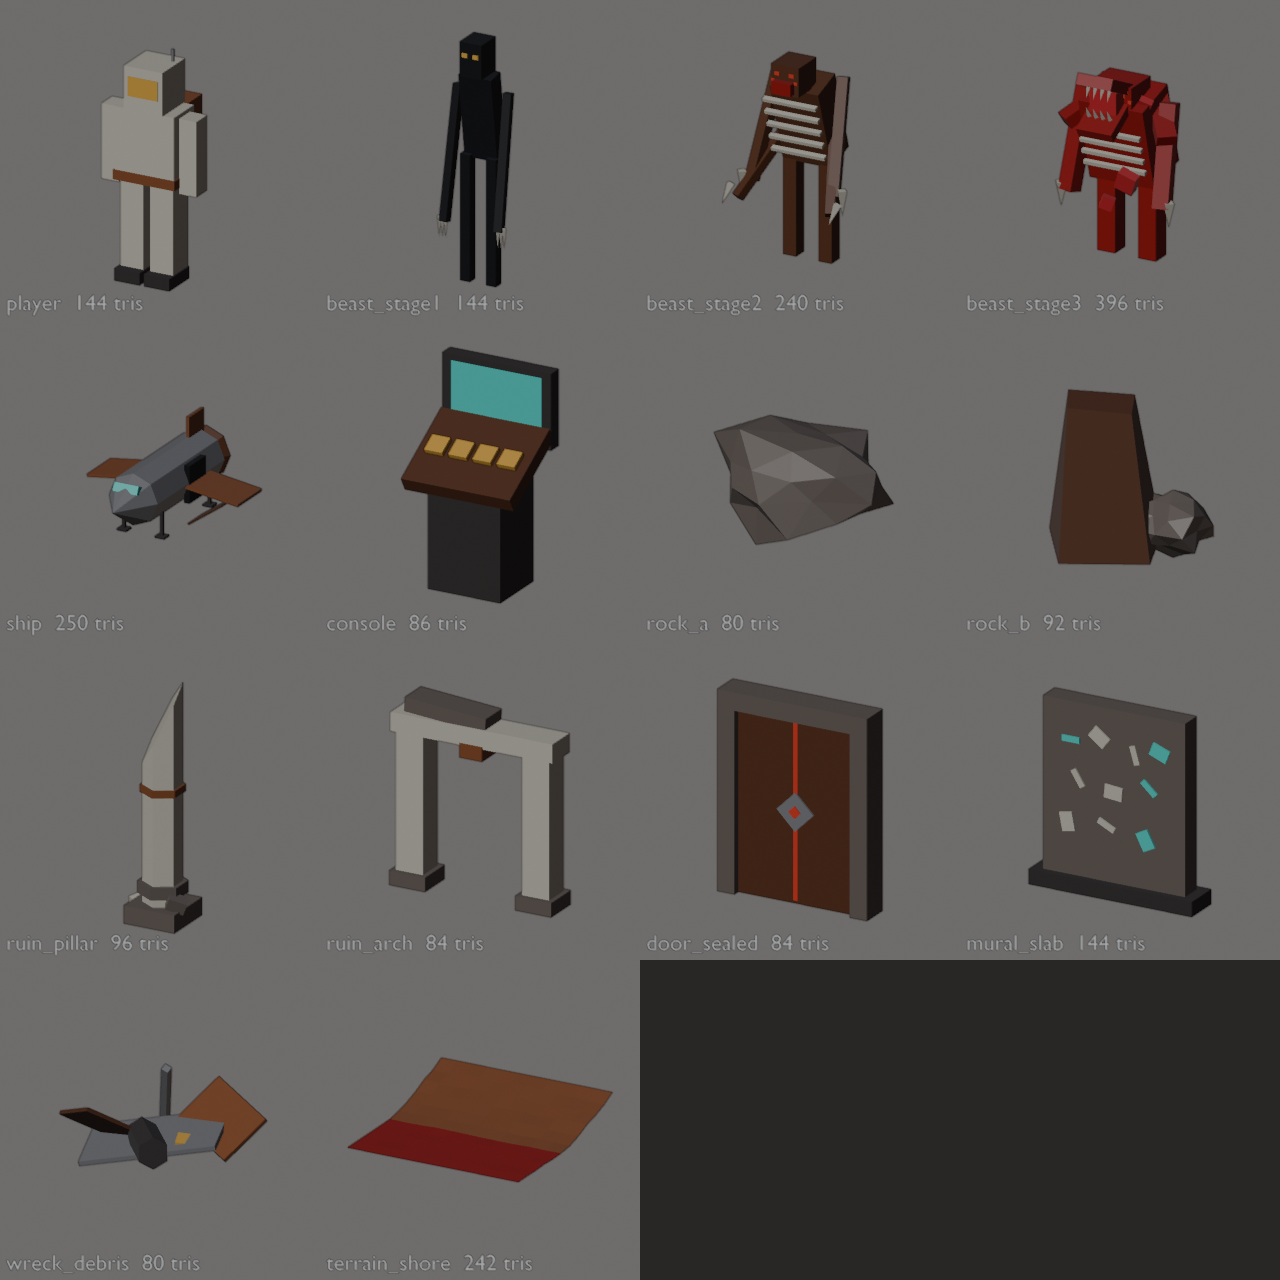 player 144 tris
beast_stage1 144 tris
beast_stage2 240 tris
beast_stage3 396 tris
ship 250 tris
console 86 tris
rock_a 80 tris
rock_b 92 tris
ruin_pillar 96 tris
ruin_arch 84 tris
door_sealed 84 tris
mural_slab 144 tris
wreck_debris 80 tris
terrain_shore 242 tris